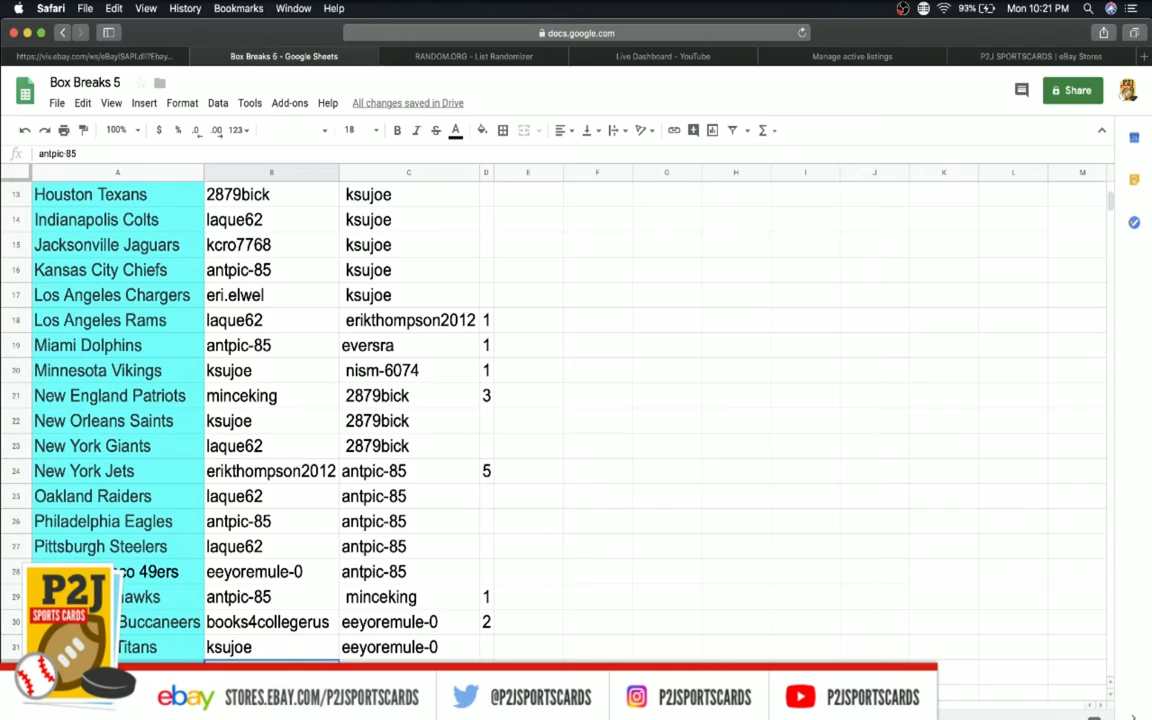 Safari File Edit View History Bookmarks Window Help 93% Mon 10:21 PM
docs.google.com
https://viv.ebay.com/ws/eBayISAPI.dll?Ebay... Box Breaks 5 - Google Sheets RANDOM.ORG - List Randomizer Live Dashboard - YouTube Manage active listings P2J SPORTSCARDS | eBay Stores
Box Breaks 5
File Edit View Insert Format Data Tools Add-ons Help All changes saved in Drive
Share
100% $ % .0 .00 123 18 B I S A
fx antpic-85
A B C D E F G H I J K L M
13 Houston Texans 2879bick ksujoe
14 Indianapolis Colts laque62 ksujoe
15 Jacksonville Jaguars kcro7768 ksujoe
16 Kansas City Chiefs antpic-85 ksujoe
17 Los Angeles Chargers eri.elwel ksujoe
18 Los Angeles Rams laque62 erikthompson2012 1
19 Miami Dolphins antpic-85 eversra 1
20 Minnesota Vikings ksujoe nism-6074 1
21 New England Patriots minceking 2879bick 3
22 New Orleans Saints ksujoe 2879bick
23 New York Giants laque62 2879bick
24 New York Jets erikthompson2012 antpic-85 5
25 Oakland Raiders laque62 antpic-85
26 Philadelphia Eagles antpic-85 antpic-85
27 Pittsburgh Steelers laque62 antpic-85
28 co 49ers eeyoremule-0 antpic-85
29 hawks antpic-85 minceking 1
30 Buccaneers books4collegerus eeyoremule-0 2
31 Titans ksujoe eeyoremule-0
P2J
SPORTS CARDS
ebay STORES.EBAY.COM/P2JSPORTSCARDS @P2JSPORTSCARDS P2JSPORTSCARDS P2JSPORTSCARDS